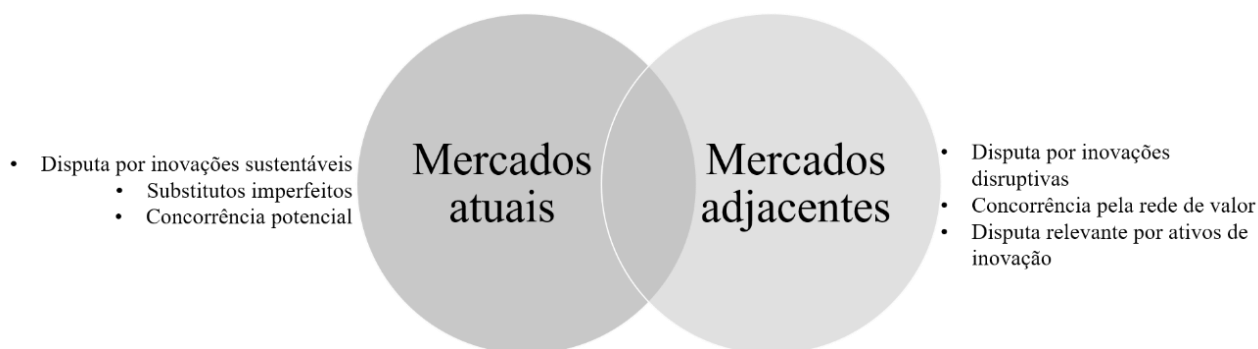 • Disputa por inovações sustentáveis
• Substitutos imperfeitos
• Concorrência potencial
Mercados
atuais
Mercados
adjacentes
• Disputa por inovações
disruptivas
• Concorrência pela rede de valor
• Disputa relevante por ativos de
inovação